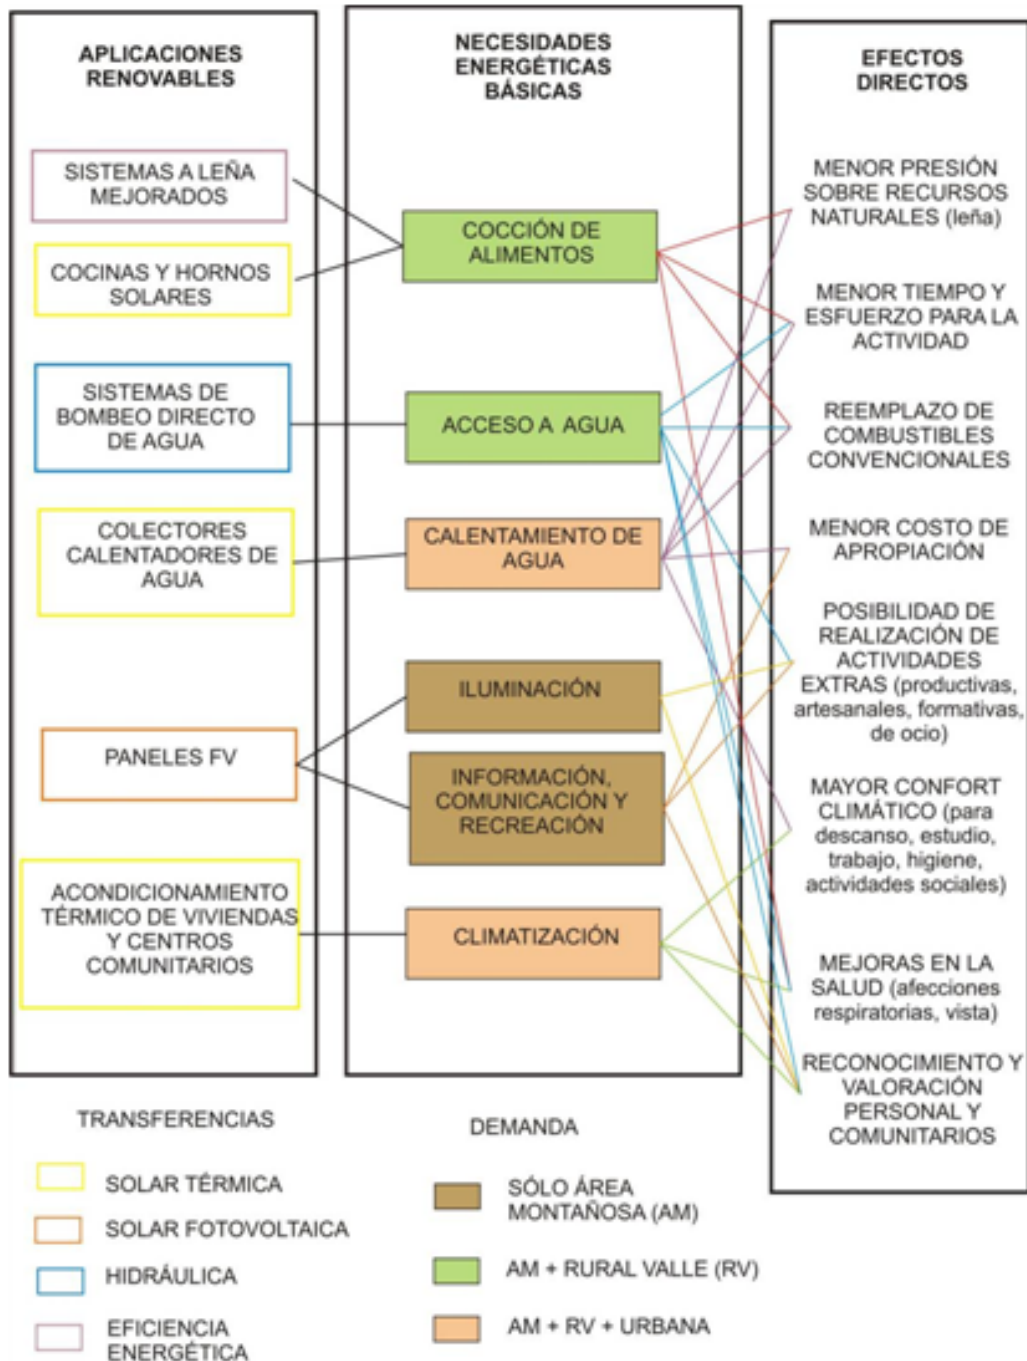 APLICACIONES
RENOVABLES
SISTEMAS A LEÑA
MEJORADOS
COCINAS Y HORNOS
SOLARES
SISTEMAS DE
BOMBEO DIRECTO
DE AGUA
COLECTORES
CALENTADORES DE
AGUA
PANELES FV
ACONDICIONAMIENTO
TÉRMICO DE VIVIENDAS
Y CENTROS
COMUNITARIOS
NECESIDADES
ENERGÉTICAS
BÁSICAS
COCCIÓN DE
ALIMENTOS
ACCESO A AGUA
CALENTAMIENTO DE
AGUA
ILUMINACIÓN
INFORMACIÓN,
COMUNICACIÓN Y
RECREACIÓN
CLIMATIZACIÓN
EFECTOS
DIRECTOS
MENOR PRESIÓN
SOBRE RECURSOS
NATURALES (leña)
MENOR TIEMPO Y
ESFUERZO PARA LA
ACTIVIDAD
REEMPLAZO DE
COMBUSTIBLES
CONVENCIONALES
MENOR COSTO DE
APROPIACIÓN
POSIBILIDAD DE
REALIZACIÓN DE
ACTIVIDADES
EXTRAS (productivas,
artesanales, formativas,
de ocio)
MAYOR CONFORT
CLIMÁTICO (para
descanso, estudio,
trabajo, higiene,
actividades sociales)
MEJORAS EN LA
SALUD (afecciones
respiratorias, vista)
RECONOCIMIENTO Y
VALORACIÓN
PERSONAL Y
COMUNITARIOS
TRANSFERENCIAS
SOLAR TÉRMICA
SOLAR FOTOVOLTAICA
HIDRÁULICA
EFICIENCIA
ENERGÉTICA
DEMANDA
SÓLO ÁREA
MONTAÑOSA (AM)
AM + RURAL VALLE (RV)
AM + RV + URBANA